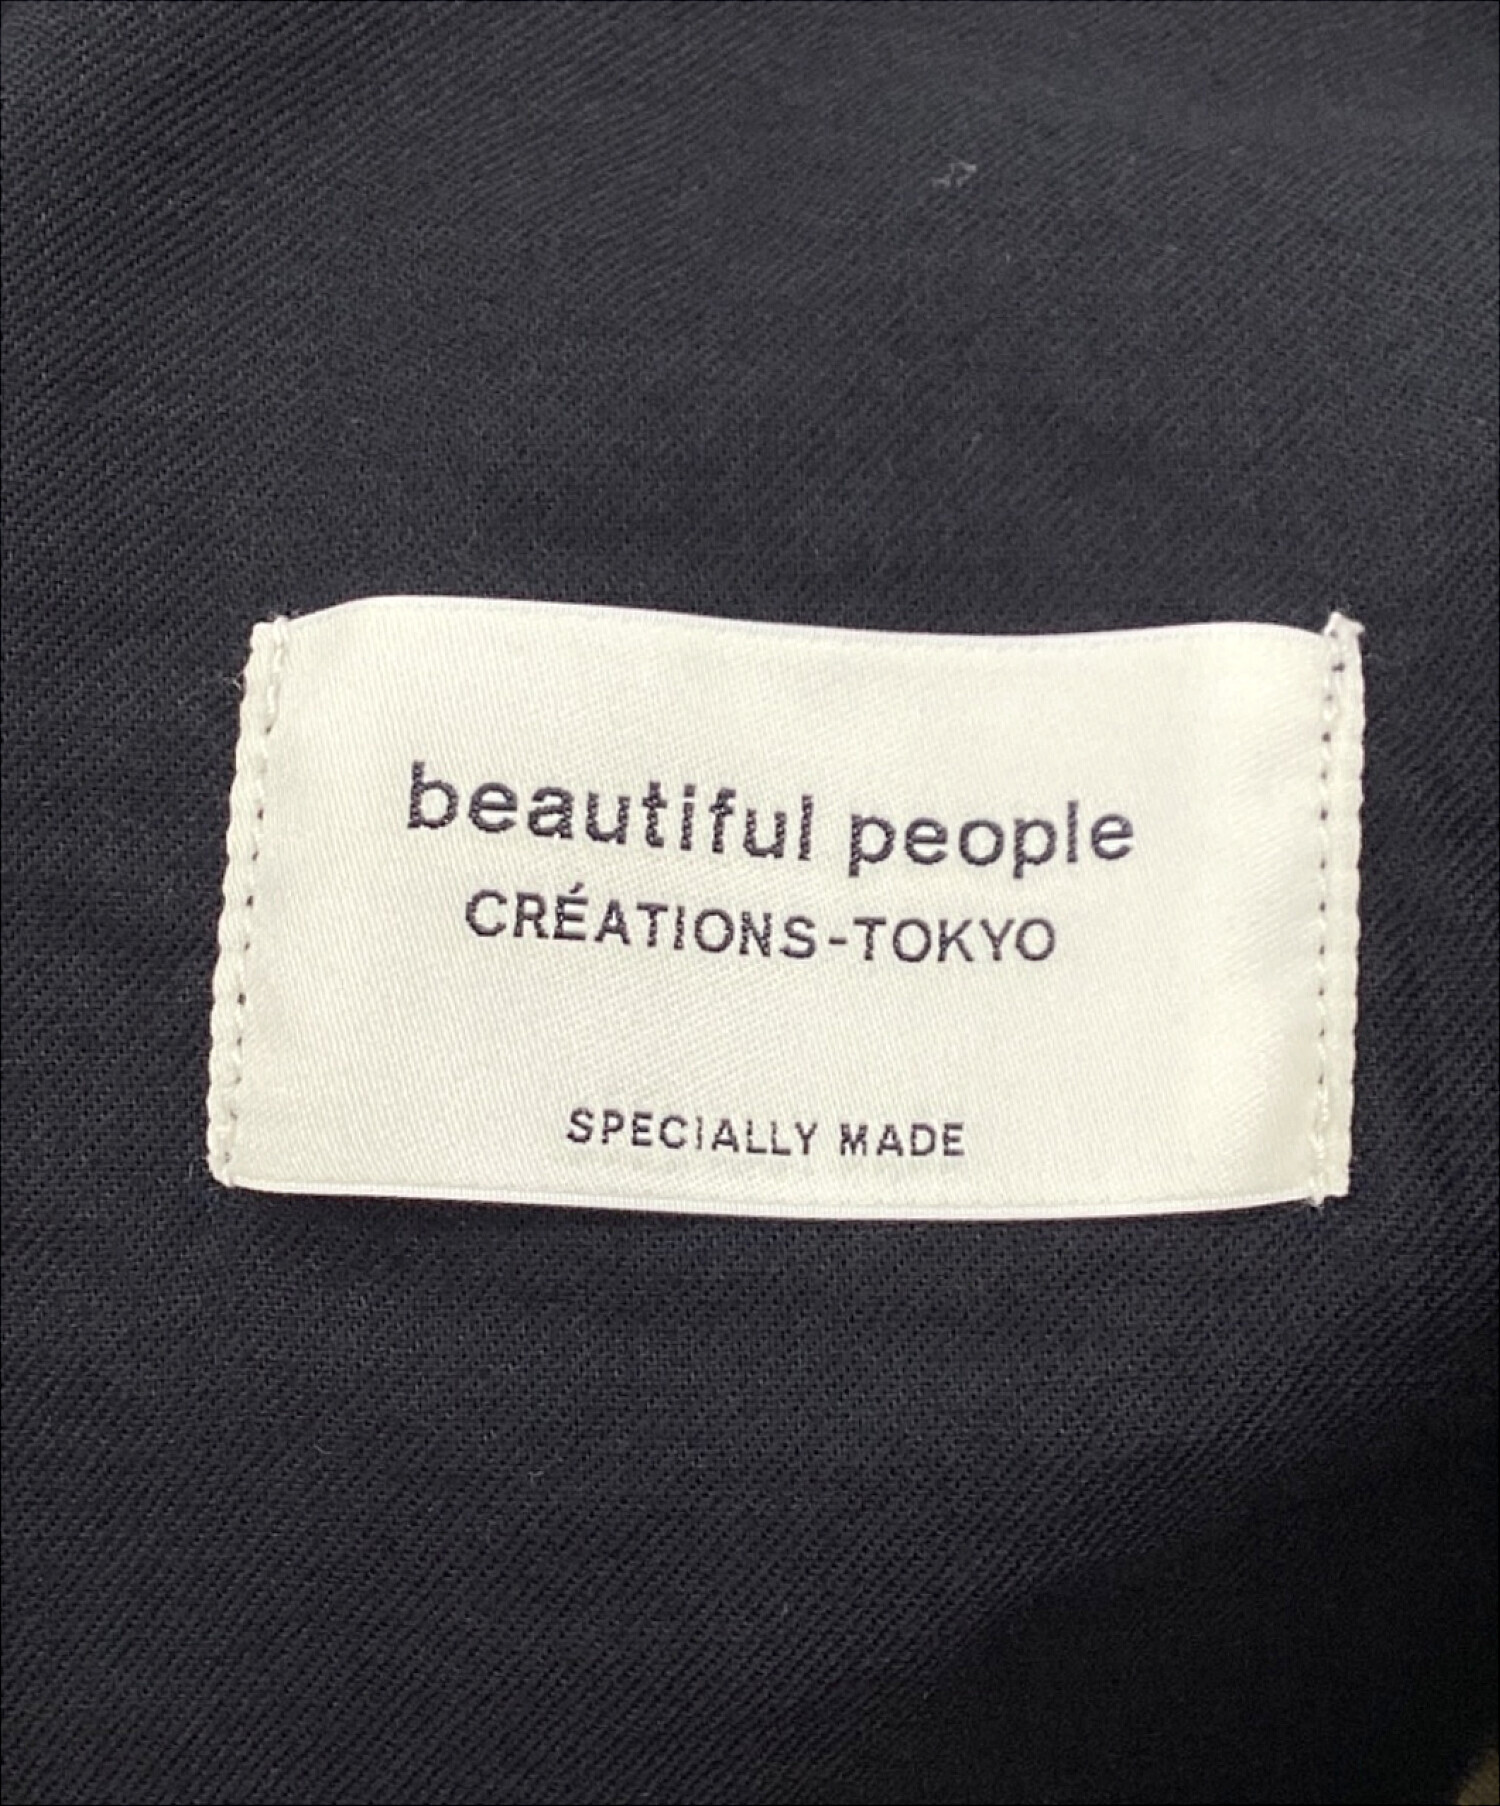 beautiful people
CRÉATIONS-TOKYO
SPECIALLY MADE